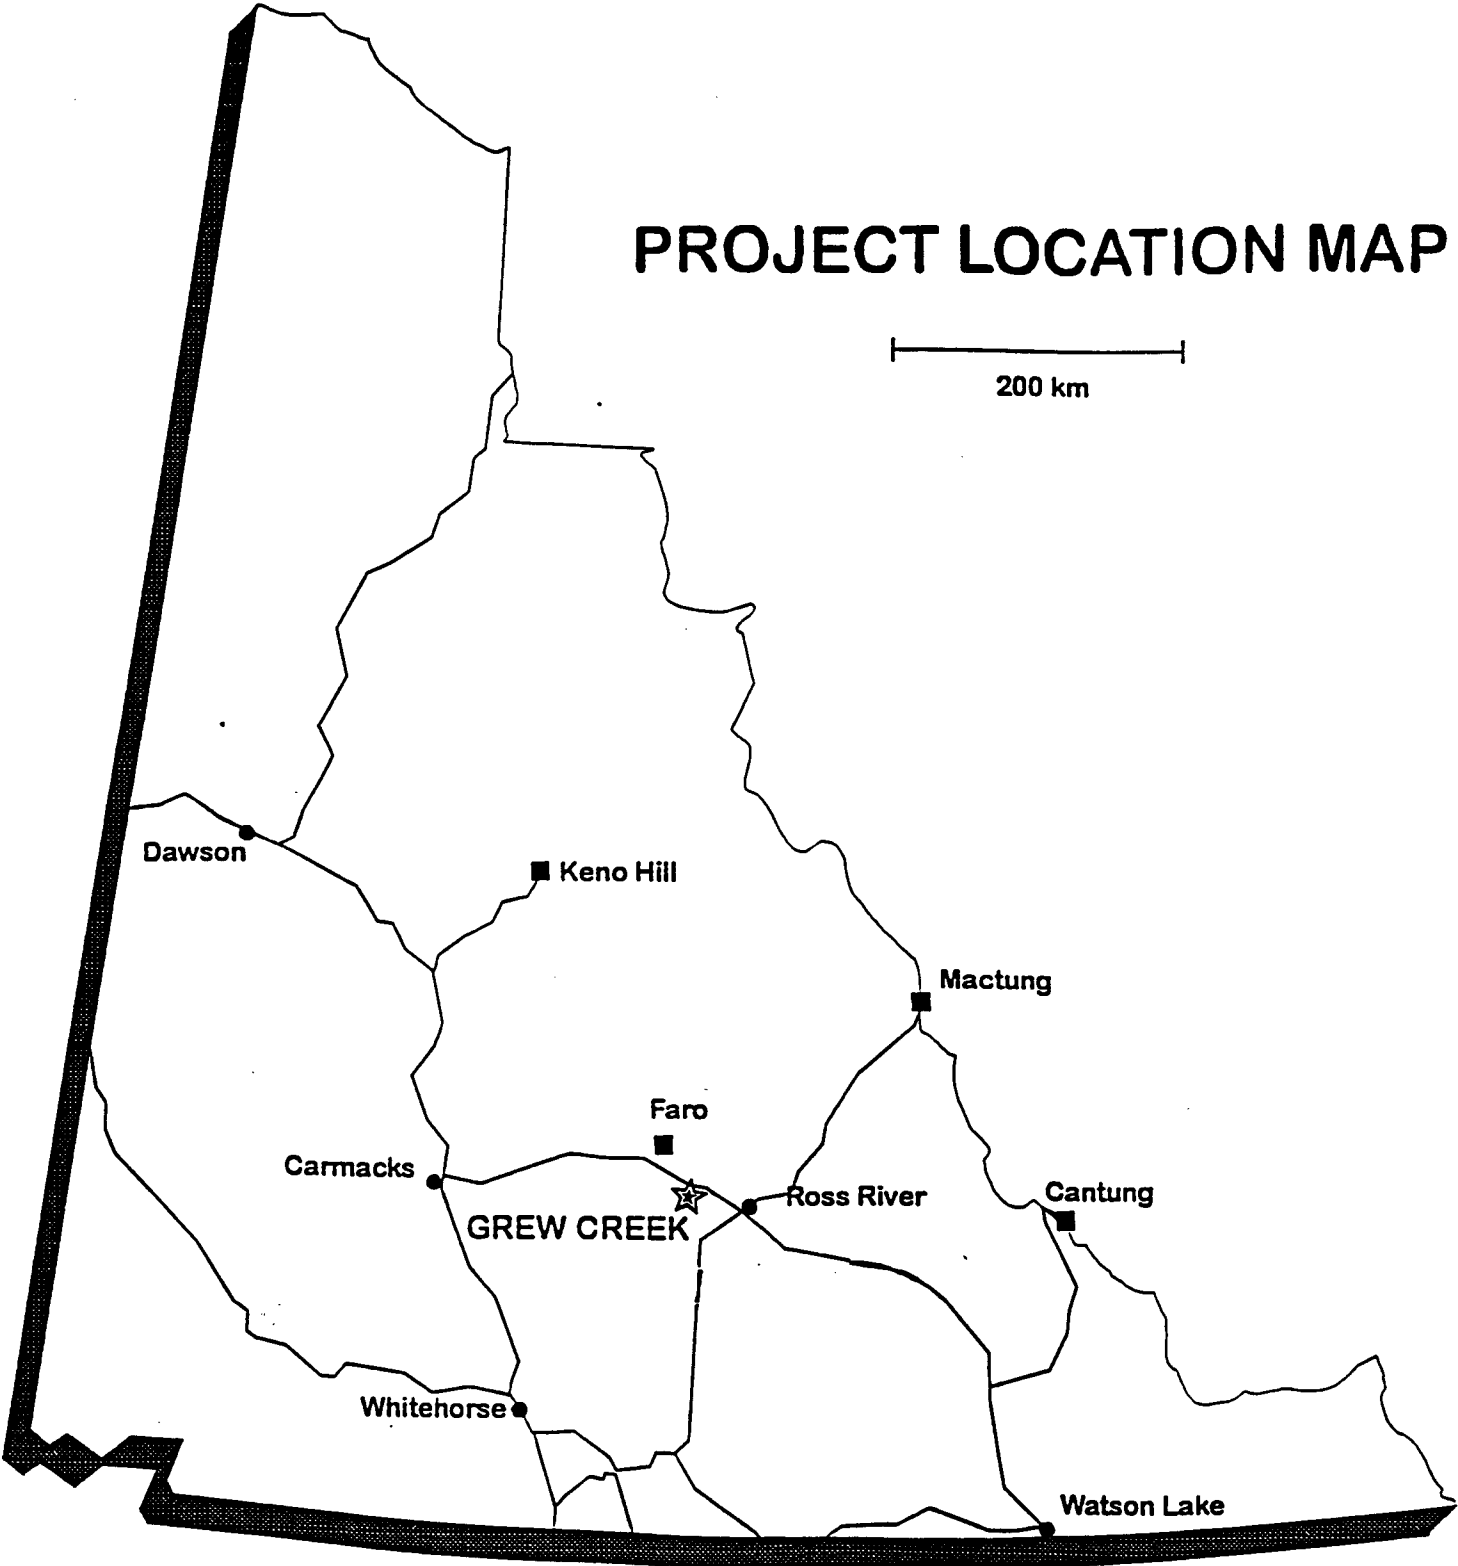 PROJECT LOCATION MAP
200 km
Dawson
Keno Hill
Mactung
Faro
Carmacks
Ross River
Cantung
GREW CREEK
Whitehorse
Watson Lake